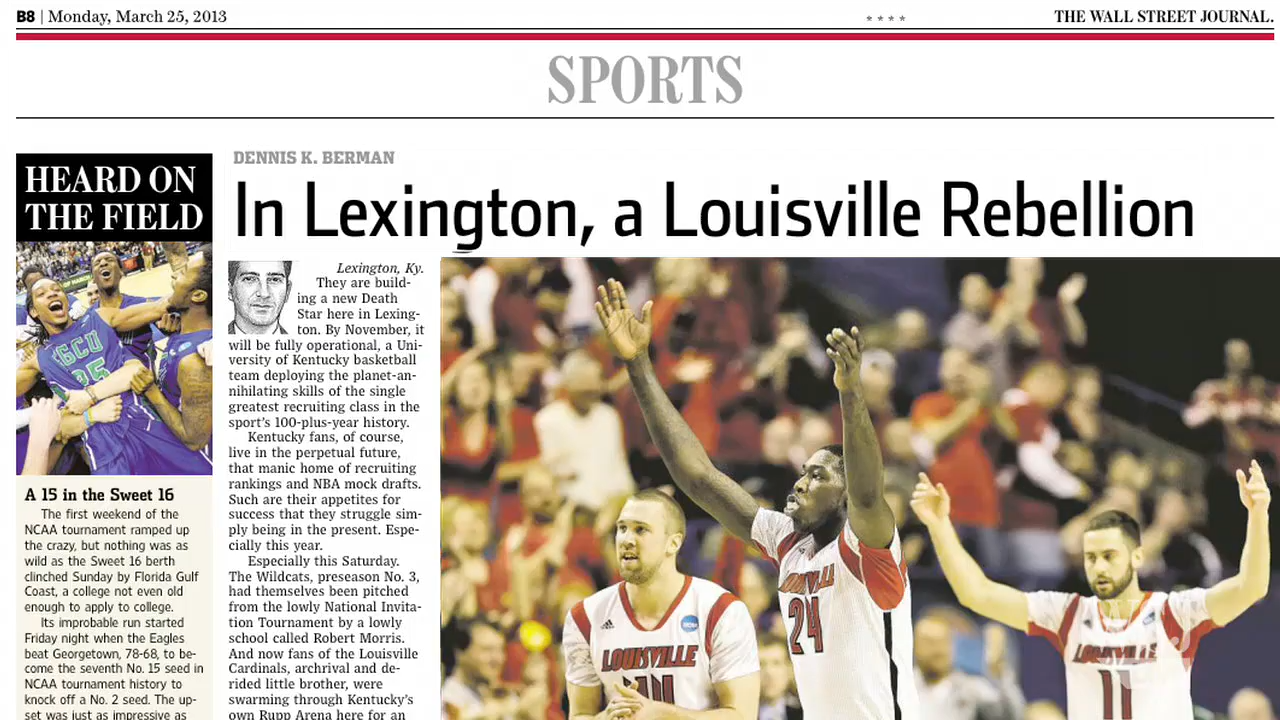 B8 | Monday, March 25, 2013
* * * *
THE WALL STREET JOURNAL.
SPORTS
HEARD ON
THE FIELD
FGCU
25
A 15 in the Sweet 16
The first weekend of the
NCAA tournament ramped up
the crazy, but nothing was as
wild as the Sweet 16 berth
clinched Sunday by Florida Gulf
Coast, a college not even old
enough to apply to college.
Its improbable run started
Friday night when the Eagles
beat Georgetown, 78-68, to be-
come the seventh No. 15 seed in
NCAA tournament history to
knock off a No. 2 seed. The up-
set was just as impressive as
DENNIS K. BERMAN
In Lexington, a Louisville Rebellion
Lexington, Ky.
They are build-
ing a new Death
Star here in Lexing-
ton. By November, it
will be fully operational, a Uni-
versity of Kentucky basketball
team deploying the planet-an-
nihilating skills of the single
greatest recruiting class in the
sport's 100-plus-year history.
Kentucky fans, of course,
live in the perpetual future,
that manic home of recruiting
rankings and NBA mock drafts.
Such are their appetites for
success that they struggle sim-
ply being in the present. Espe-
cially this year.
Especially this Saturday.
The Wildcats, preseason No. 3,
had themselves been pitched
from the lowly National Invita-
tion Tournament by a lowly
school called Robert Morris.
And now fans of the Louisville
Cardinals, archrival and de-
rided little brother, were
swarming through Kentucky's
own Rupp Arena here for an
LOUISVILLE
LOUISVILLE
24
LOUISVILLE
11